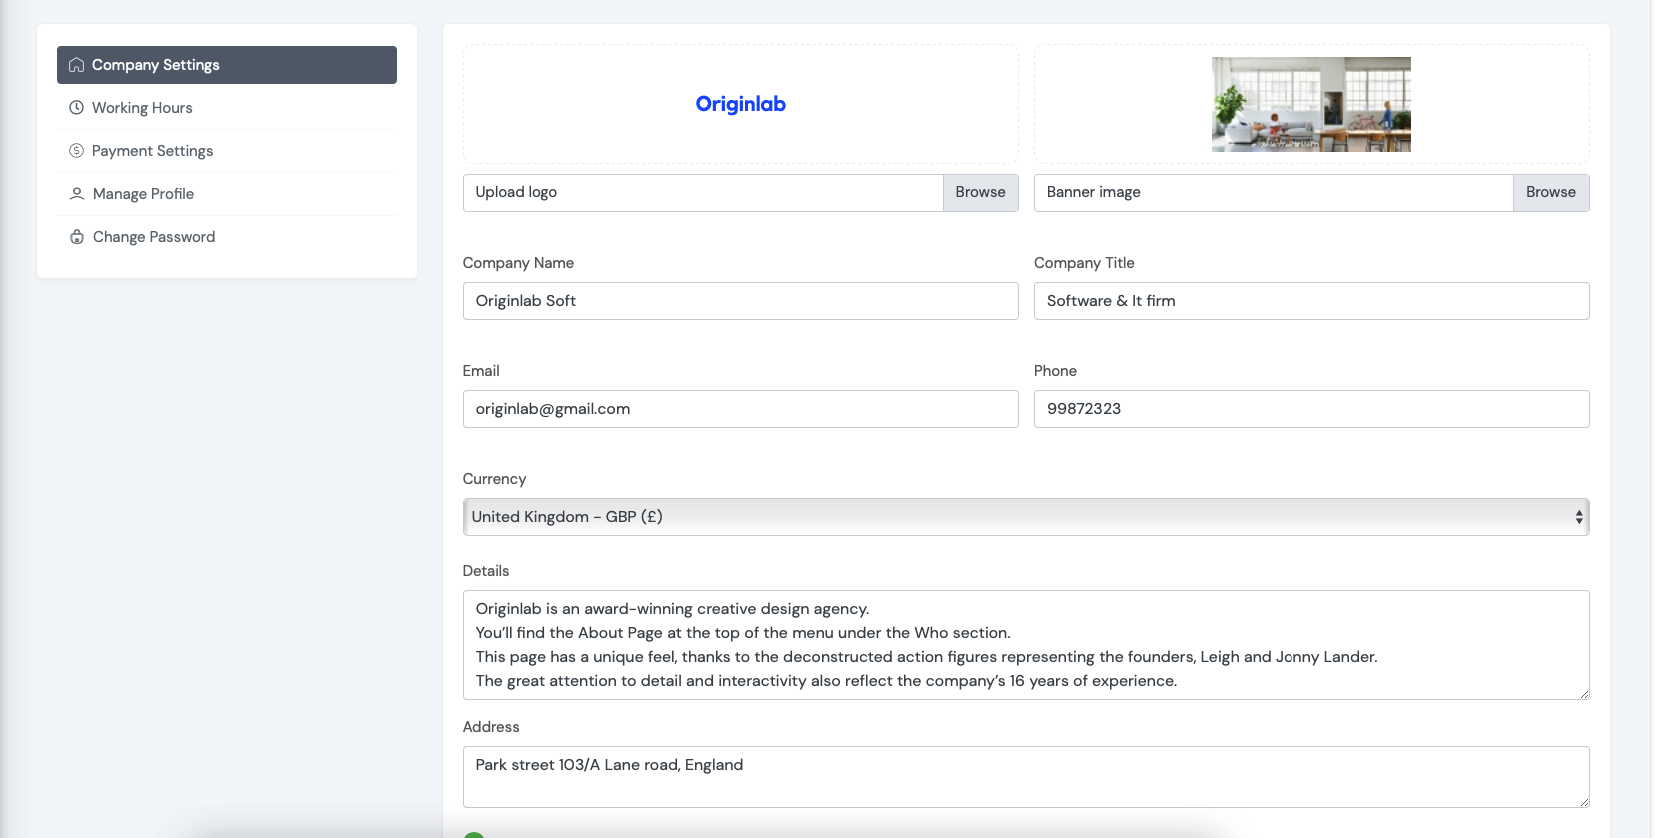 Company Settings
Working Hours
Payment Settings
Manage Profile
Change Password
Originlab
Upload logo
Browse
Banner image
Browse
Company Name
Company Title
Originlab Soft
Software & It firm
Email
Phone
originlab@gmail.com
99872323
Currency
United Kingdom - GBP (£)
Details
Originlab is an award-winning creative design agency.
You’ll find the About Page at the top of the menu under the Who section.
This page has a unique feel, thanks to the deconstructed action figures representing the founders, Leigh and Jonny Lander.
The great attention to detail and interactivity also reflect the company’s 16 years of experience.
Address
Park street 103/A Lane road, England